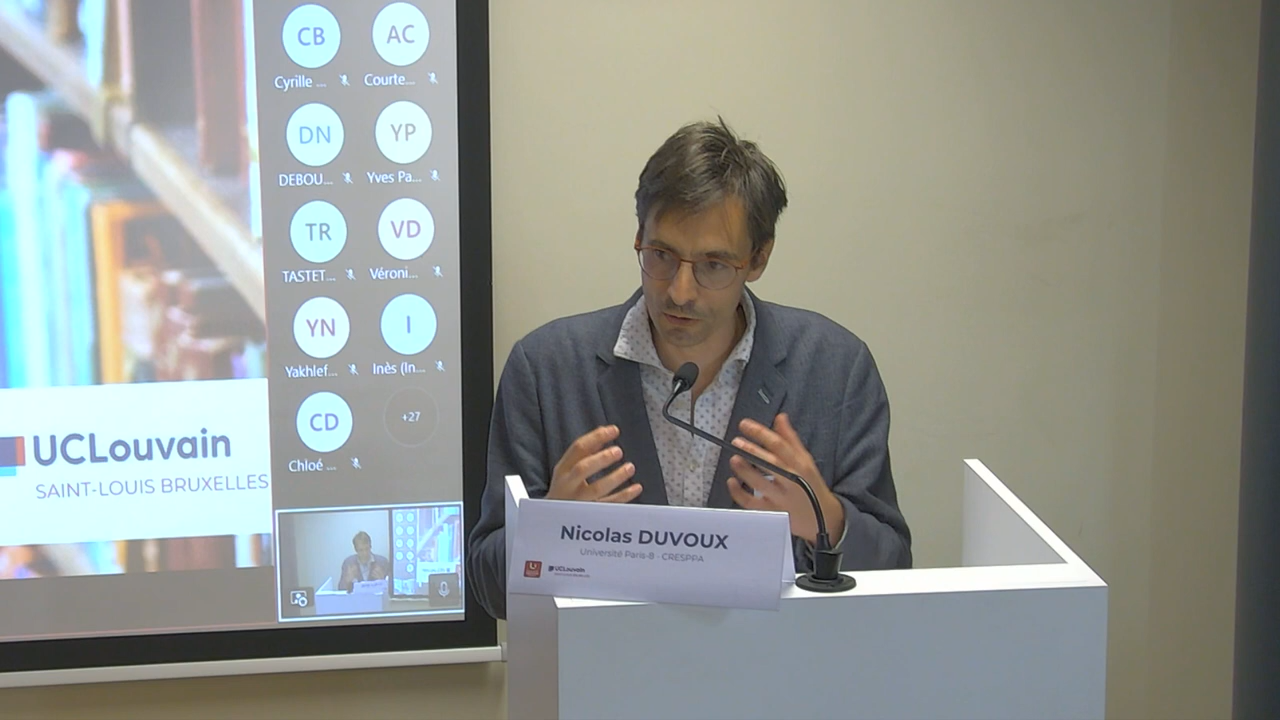 CB
AC
Cyrille ...
Courte...
DN
YP
DEBOU...
Yves Pa...
TR
VD
TASTET...
Véroni...
YN
I
Yakhlef...
Inès (In...
CD
+27
Chloé ...
UCLouvain
SAINT-LOUIS BRUXELLES
Nicolas DUVOUX
Université Paris-8 - CRESPPA
UCLouvain